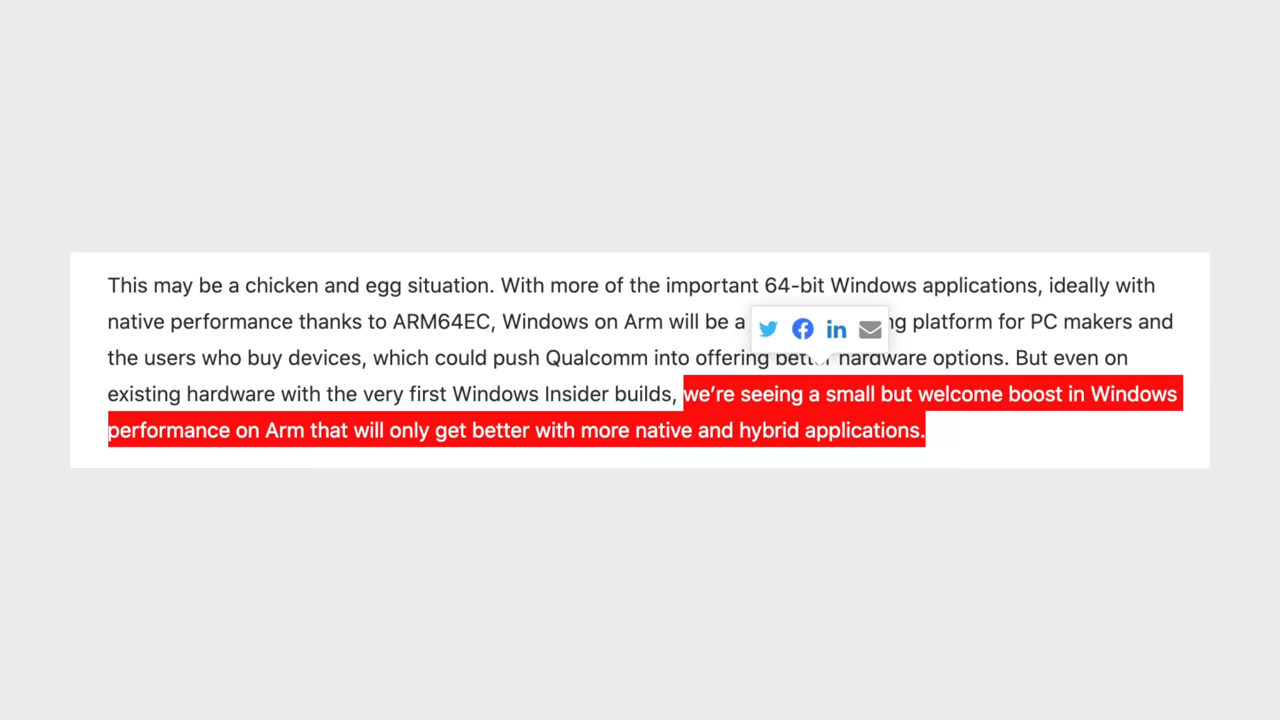 This may be a chicken and egg situation. With more of the important 64-bit Windows applications, ideally with
native performance thanks to ARM64EC, Windows on Arm will be a ng platform for PC makers and
the users who buy devices, which could push Qualcomm into offering better hardware options. But even on
existing hardware with the very first Windows Insider builds, we’re seeing a small but welcome boost in Windows
performance on Arm that will only get better with more native and hybrid applications.